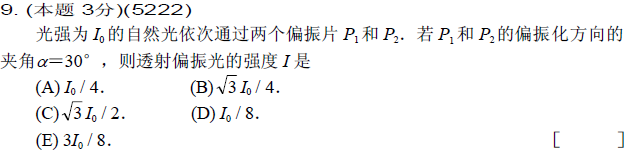 9. (本题 3分)(5222)
光强为 I₀ 的自然光依次通过两个偏振片 P₁ 和 P₂．若 P₁ 和 P₂ 的偏振化方向的
夹角α＝30°，则透射偏振光的强度 I 是
(A) I₀ / 4． (B) √3 I₀ / 4．
(C) √3 I₀ / 2． (D) I₀ / 8．
(E) 3I₀ / 8． [ ]